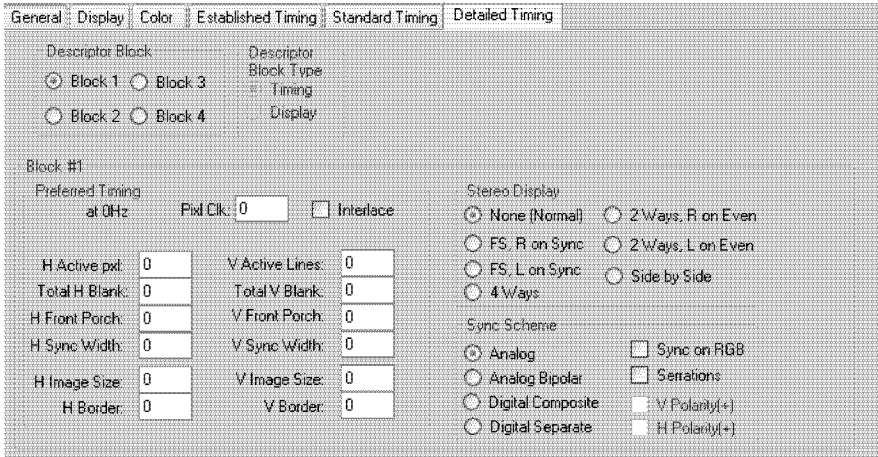 General Display Color Established Timing Standard Timing Detailed Timing
Descriptor Block
Block 1 Block 3
Block 2 Block 4
Descriptor
Block Type
Timing
Display
Block #1
Preferred Timing
at 0Hz
Pixl Clk: 0 Interlace
H Active pxl: 0 V Active Lines: 0
Total H Blank: 0 Total V Blank: 0
H Front Porch: 0 V Front Porch: 0
H Sync Width: 0 V Sync Width: 0
H Image Size: 0 V Image Size: 0
H Border: 0 V Border: 0
Stereo Display
None (Normal) 2 Ways, R on Even
FS, R on Sync 2 Ways, L on Even
FS, L on Sync Side by Side
4 Ways
Sync Scheme
Analog Sync on RGB
Analog Bipolar Serrations
Digital Composite V Polarity(+)
Digital Separate H Polarity(+)